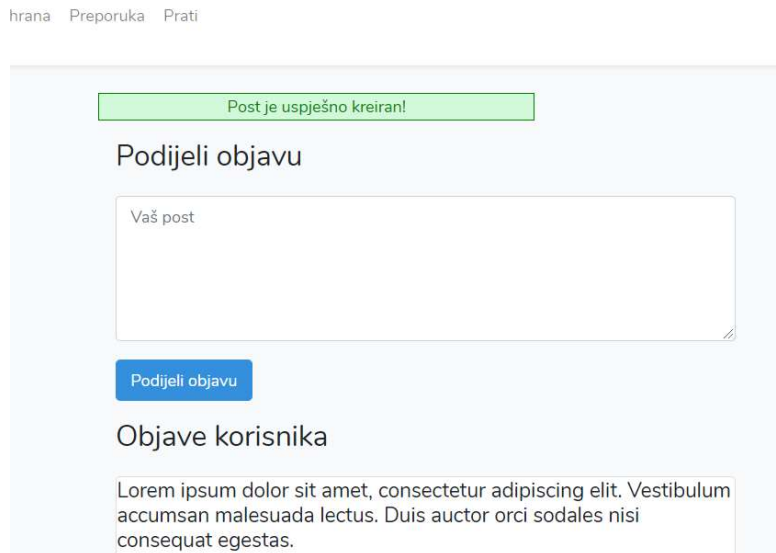 hrana Preporuka Prati
Post je uspješno kreiran!
Podijeli objavu
Vaš post
Podijeli objavu
Objave korisnika
Lorem ipsum dolor sit amet, consectetur adipiscing elit. Vestibulum
accumsan malesuada lectus. Duis auctor orci sodales nisi
consequat egestas.